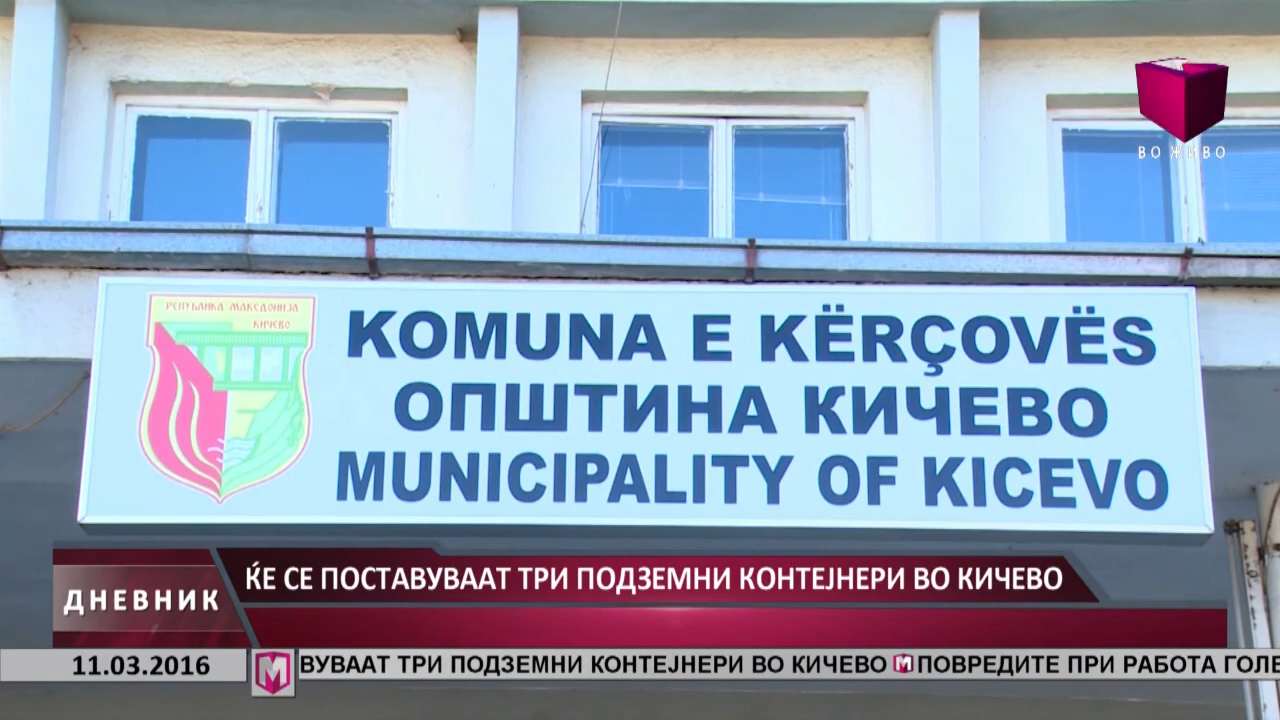 ВО ЖИВО
РЕПУБЛИКА МАКЕДОНИЈА
КИЧЕВО
KOMUNA E KËRÇOVËS
ОПШТИНА КИЧЕВО
MUNICIPALITY OF KICEVO
ЌЕ СЕ ПОСТАВУВААТ ТРИ ПОДЗЕМНИ КОНТЕЈНЕРИ ВО КИЧЕВО
ДНЕВНИК
11.03.2016 М ВУВААТ ТРИ ПОДЗЕМНИ КОНТЕЈНЕРИ ВО КИЧЕВО М ПОВРЕДИТЕ ПРИ РАБОТА ГОЛЕ